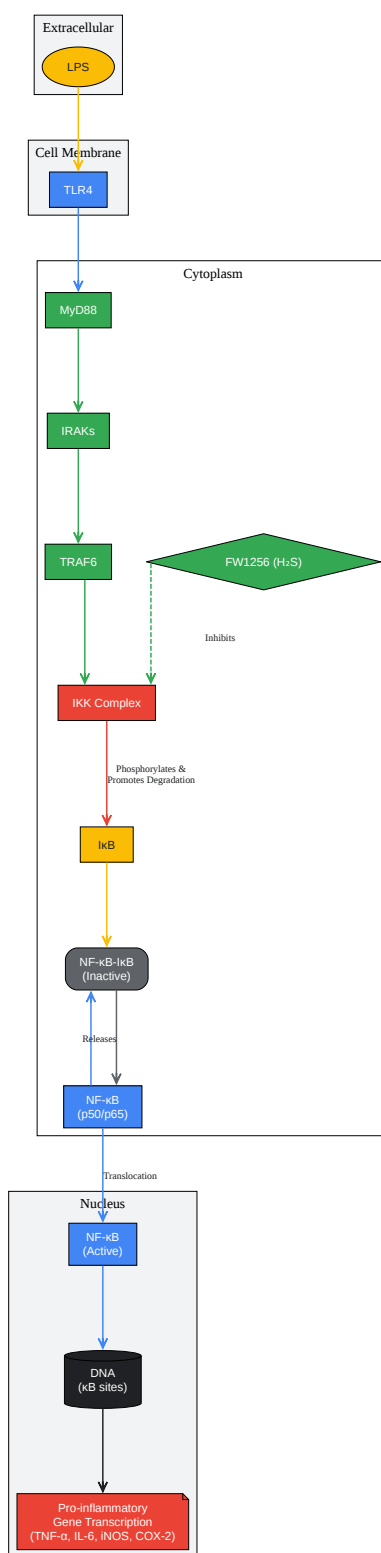 Extracellular
LPS
Cell Membrane
TLR4
Cytoplasm
MyD88
IRAKs
TRAF6
FW1256 (H₂S)
Inhibits
IKK Complex
Phosphorylates &
Promotes Degradation
IκB
NF-κB-IκB
(Inactive)
Releases
NF-κB
(p50/p65)
Translocation
Nucleus
NF-κB
(Active)
DNA
(κB sites)
Pro-inflammatory
Gene Transcription
(TNF-α, IL-6, iNOS, COX-2)